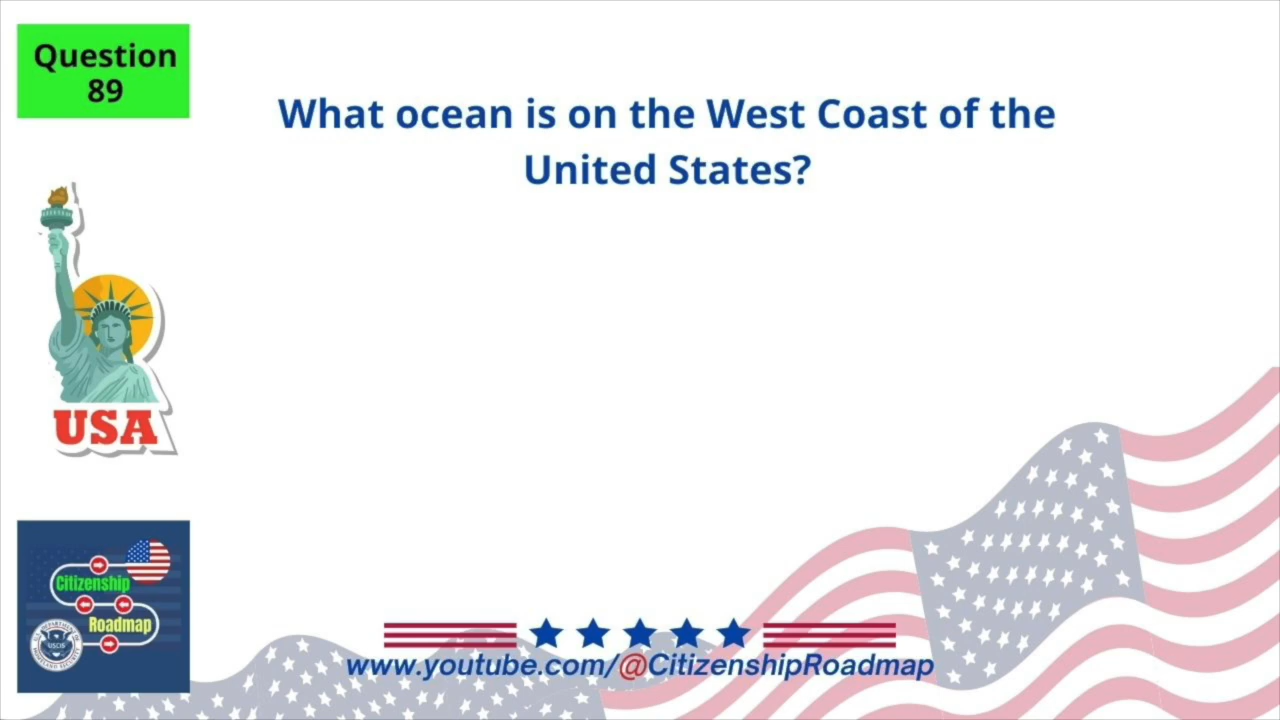 Question
89
What ocean is on the West Coast of the
United States?
USA
Citizenship
Roadmap
USCIS
www.youtube.com/@CitizenshipRoadmap